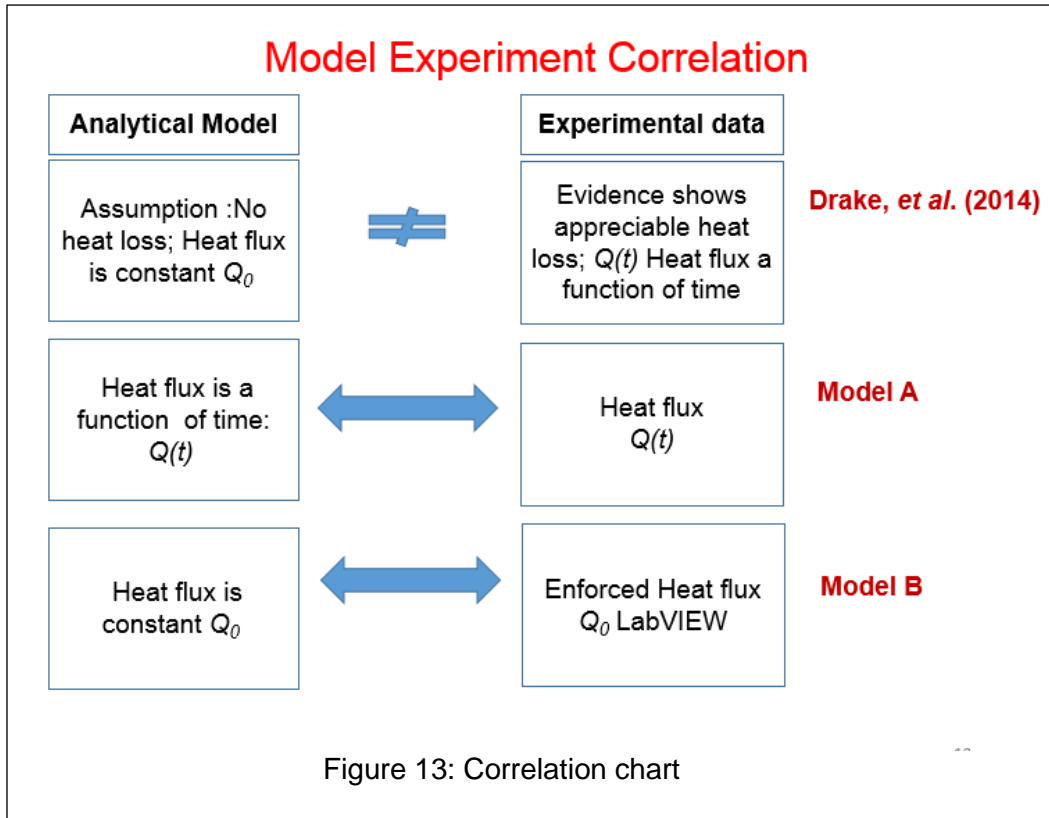 Model Experiment Correlation
Analytical Model
Experimental data
Assumption :No
heat loss; Heat flux
is constant Q0
Evidence shows
appreciable heat
loss; Q(t) Heat flux a
function of time
Drake, et al. (2014)
Heat flux is a
function of time:
Q(t)
Heat flux
Q(t)
Model A
Heat flux is
constant Q0
Enforced Heat flux
Q0 LabVIEW
Model B
Figure 13: Correlation chart